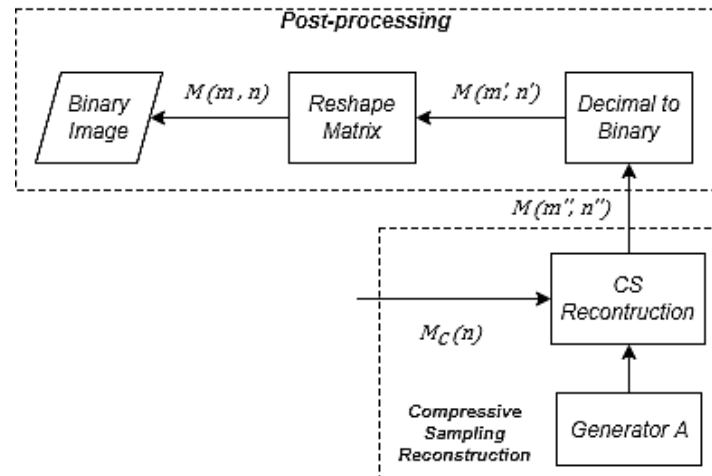 Post-processing
Binary
Image
M(m, n)
Reshape
Matrix
M(m', n')
Decimal to
Binary
M(m'', n'')
CS
Recontruction
M_C(n)
Compressive
Sampling
Reconstruction
Generator A